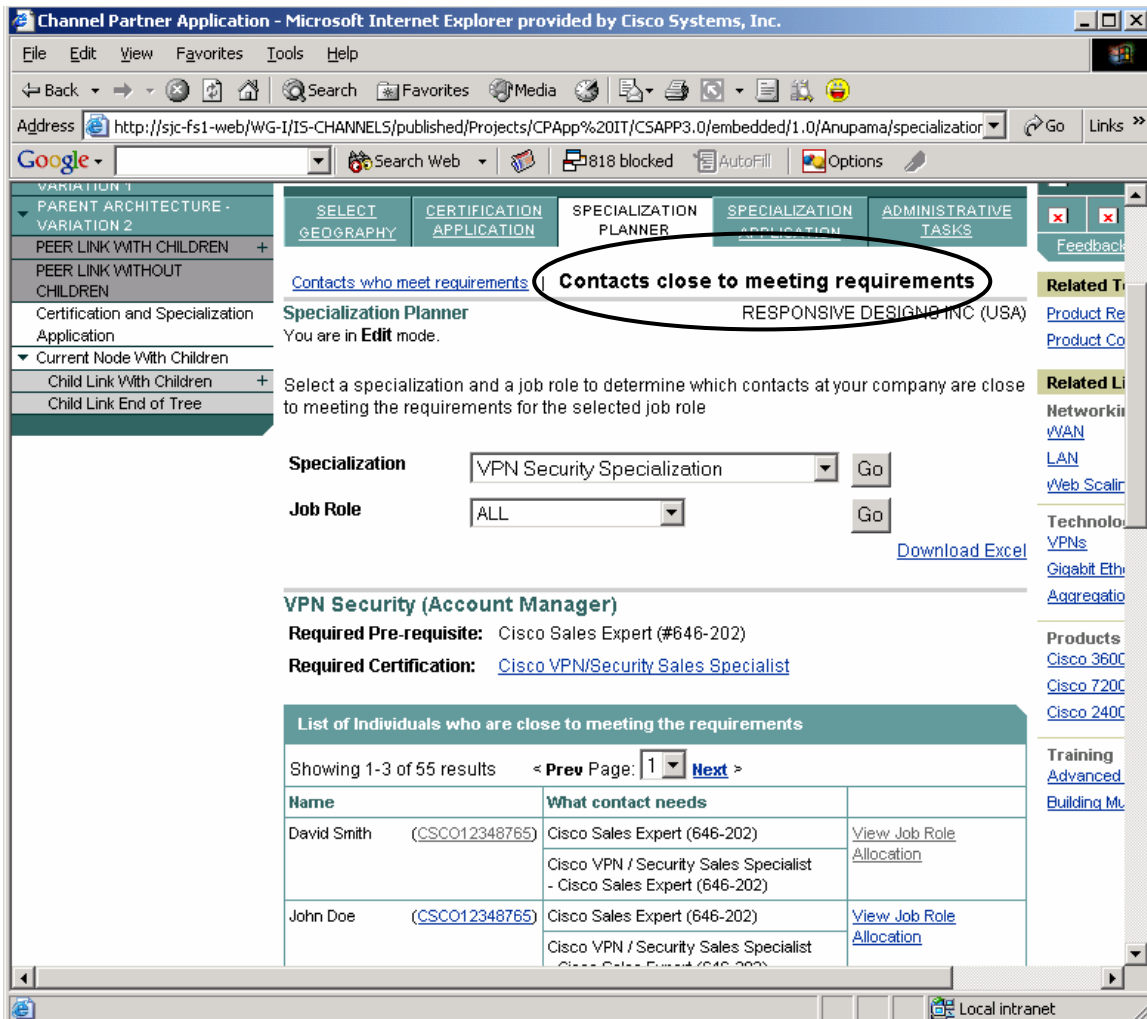 Channel Partner Application - Microsoft Internet Explorer provided by Cisco Systems, Inc.
File Edit View Favorites Tools Help
Back Search Favorites Media
Address http://sjc-fs1-web/WG-I/IS-CHANNELS/published/Projects/CPApp%20IT/CSAPP3.0/embedded/1.0/Anupama/specialization Go Links »
Google Search Web 818 blocked AutoFill Options
VARIATION 1
PARENT ARCHITECTURE -
VARIATION 2
PEER LINK WITH CHILDREN +
PEER LINK WITHOUT
CHILDREN
Certification and Specialization
Application
Current Node With Children
Child Link With Children +
Child Link End of Tree
SELECT
GEOGRAPHY
CERTIFICATION
APPLICATION
SPECIALIZATION
PLANNER
SPECIALIZATION
APPLICATION
ADMINISTRATIVE
TASKS
Contacts who meet requirements | Contacts close to meeting requirements
Specialization Planner RESPONSIVE DESIGNS INC (USA)
You are in Edit mode.
Select a specialization and a job role to determine which contacts at your company are close
to meeting the requirements for the selected job role
Specialization VPN Security Specialization Go
Job Role ALL Go
Download Excel
VPN Security (Account Manager)
Required Pre-requisite: Cisco Sales Expert (#646-202)
Required Certification: Cisco VPN/Security Sales Specialist
List of Individuals who are close to meeting the requirements
Showing 1-3 of 55 results < Prev Page: 1 Next >
Name What contact needs
David Smith (CSCO12348765) Cisco Sales Expert (646-202) View Job Role
Allocation
Cisco VPN / Security Sales Specialist
- Cisco Sales Expert (646-202)
John Doe (CSCO12348765) Cisco Sales Expert (646-202) View Job Role
Allocation
Cisco VPN / Security Sales Specialist
- Cisco Sales Expert (646-202)
Feedback
Related T
Product Re
Product Co
Related Li
Networkin
WAN
LAN
Web Scalin
Technolo
VPNs
Gigabit Eth
Aggregatio
Products
Cisco 3600
Cisco 7200
Cisco 2400
Training
Advanced
Building Mu
Local intranet